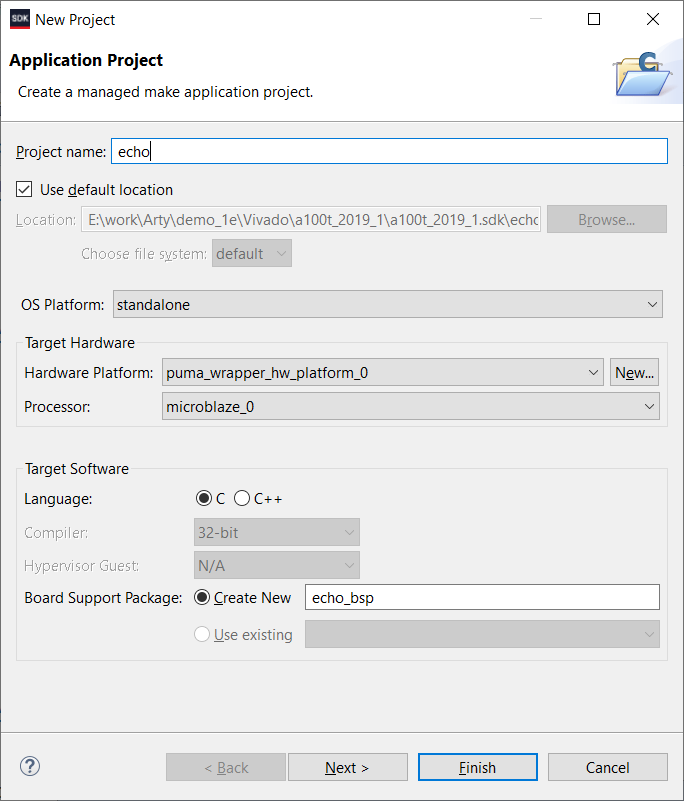 SDK New Project
Application Project
Create a managed make application project.
C
Project name: echo
Use default location
Location: E:\work\Arty\demo_1e\Vivado\a100t_2019_1\a100t_2019_1.sdk\echo Browse...
Choose file system: default
OS Platform: standalone
Target Hardware
Hardware Platform: puma_wrapper_hw_platform_0 New...
Processor: microblaze_0
Target Software
Language: C C++
Compiler: 32-bit
Hypervisor Guest: N/A
Board Support Package: Create New echo_bsp
Use existing
? < Back Next > Finish Cancel